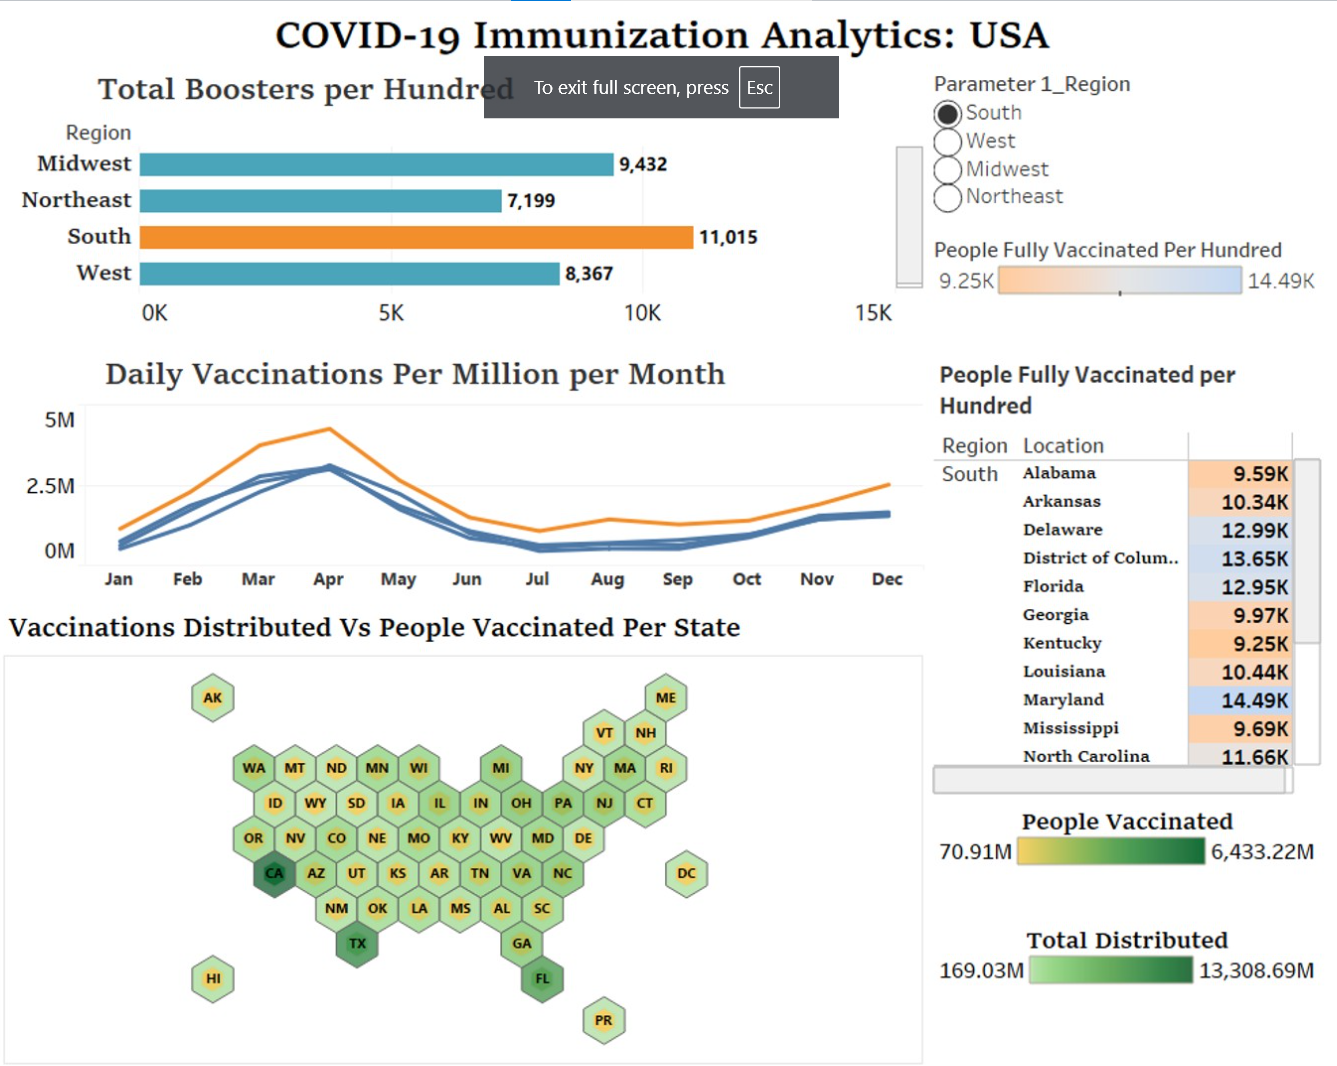 COVID-19 Immunization Analytics: USA
Total Boosters per Hundred
To exit full screen, press Esc
Region
Midwest 9,432
Northeast 7,199
South 11,015
West 8,367
0K 5K 10K 15K
Parameter 1_Region
South
West
Midwest
Northeast
People Fully Vaccinated Per Hundred
9.25K 14.49K
Daily Vaccinations Per Million per Month
5M
2.5M
0M
Jan Feb Mar Apr May Jun Jul Aug Sep Oct Nov Dec
People Fully Vaccinated per
Hundred
Region Location
South Alabama 9.59K
Arkansas 10.34K
Delaware 12.99K
District of Colum.. 13.65K
Florida 12.95K
Georgia 9.97K
Kentucky 9.25K
Louisiana 10.44K
Maryland 14.49K
Mississippi 9.69K
North Carolina 11.66K
Vaccinations Distributed Vs People Vaccinated Per State
AK ME
VT NH
WA MT ND MN WI MI NY MA RI
ID WY SD IA IL IN OH PA NJ CT
OR NV CO NE MO KY WV MD DE
CA AZ UT KS AR TN VA NC DC
NM OK LA MS AL SC
TX GA
HI FL
PR
People Vaccinated
70.91M 6,433.22M
Total Distributed
169.03M 13,308.69M